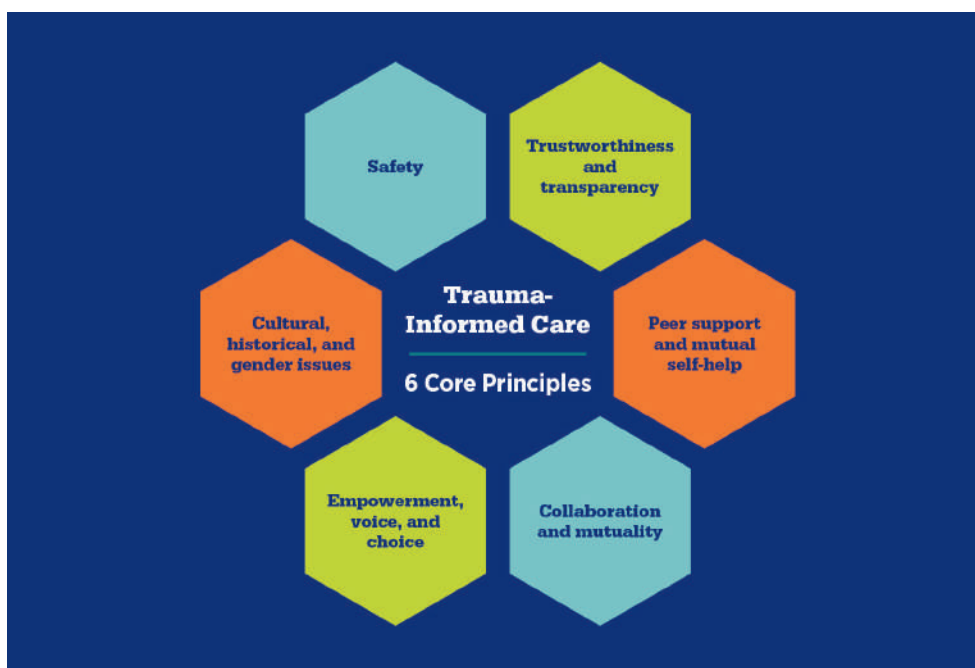 Safety
Trustworthiness
and
transparency
Cultural,
historical, and
gender issues
Trauma-
Informed Care
6 Core Principles
Peer support
and mutual
self-help
Empowerment,
voice, and
choice
Collaboration
and mutuality